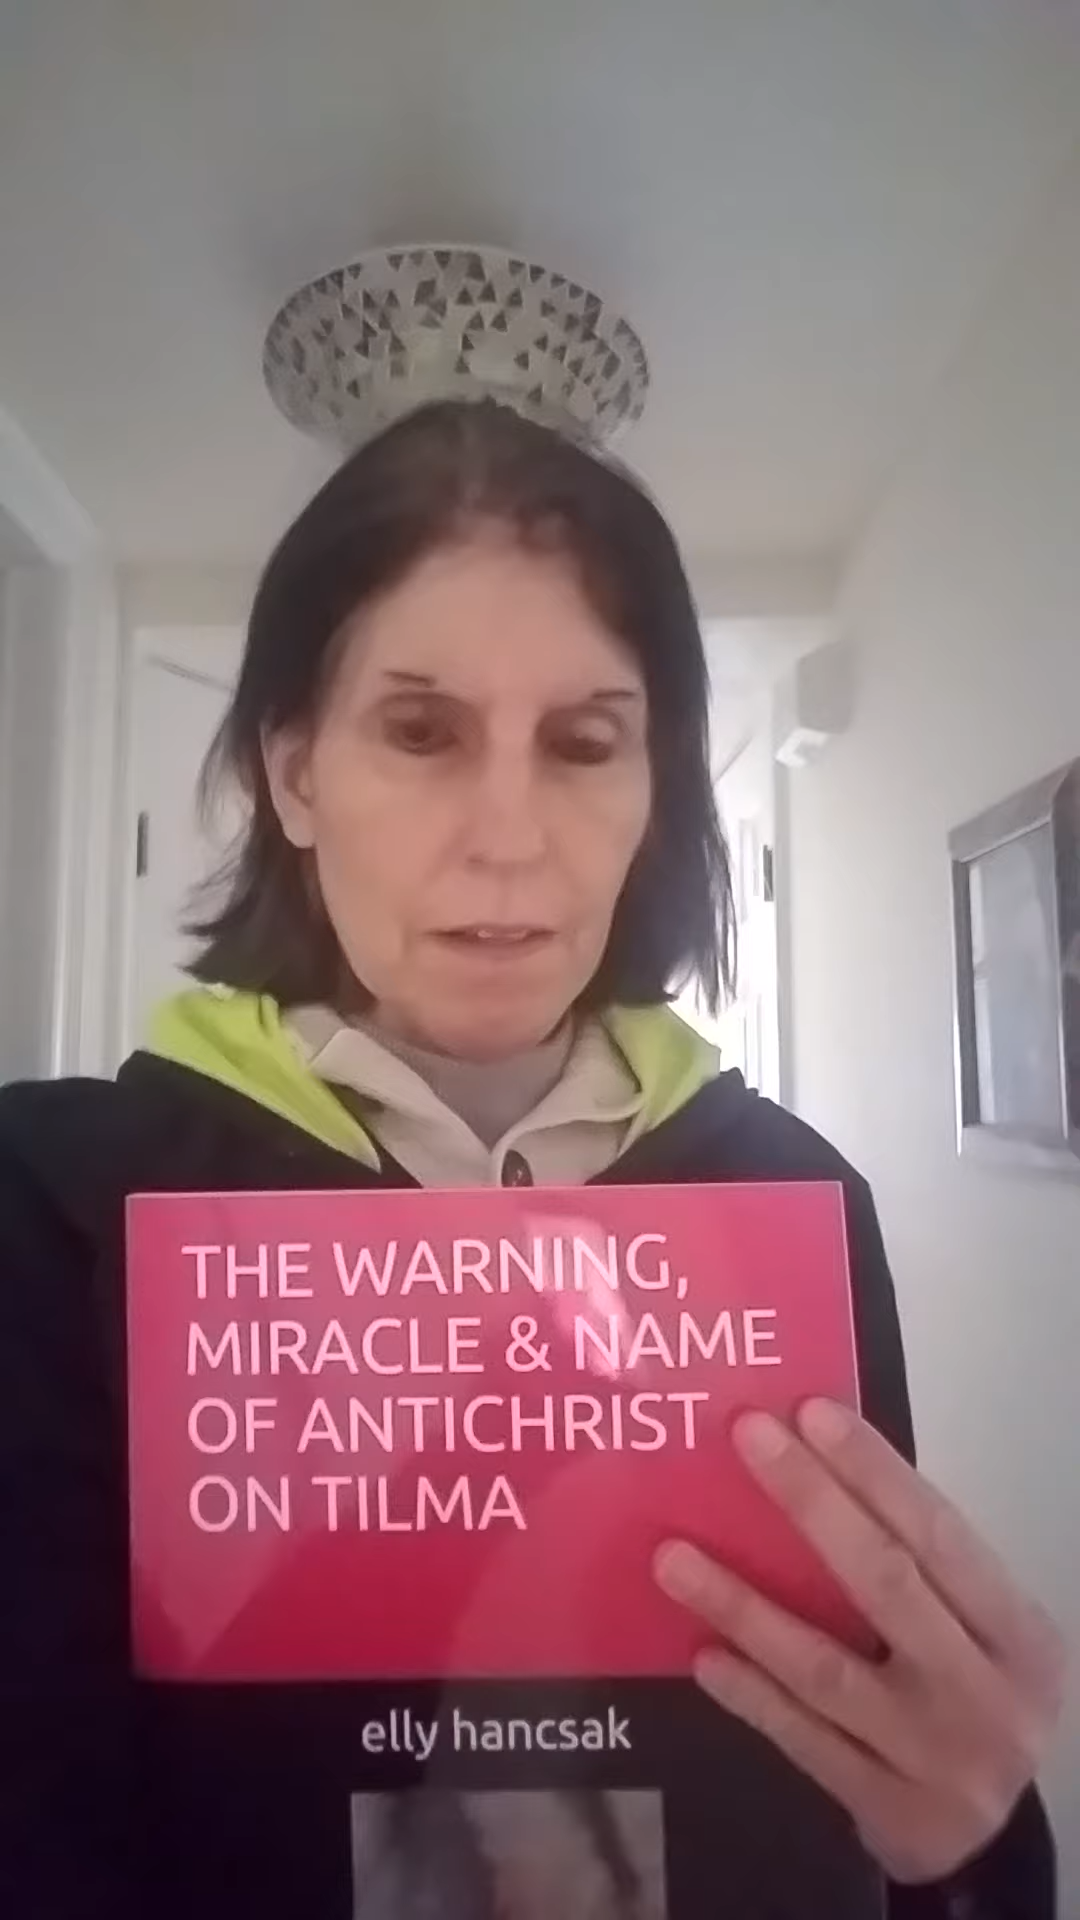 THE WARNING,
MIRACLE & NAME
OF ANTICHRIST
ON TILMA
elly hancsak